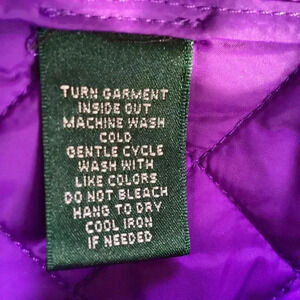 TURN GARMENT
INSIDE OUT
MACHINE WASH
COLD
GENTLE CYCLE
WASH WITH
LIKE COLORS
DO NOT BLEACH
HANG TO DRY
COOL IRON
IF NEEDED